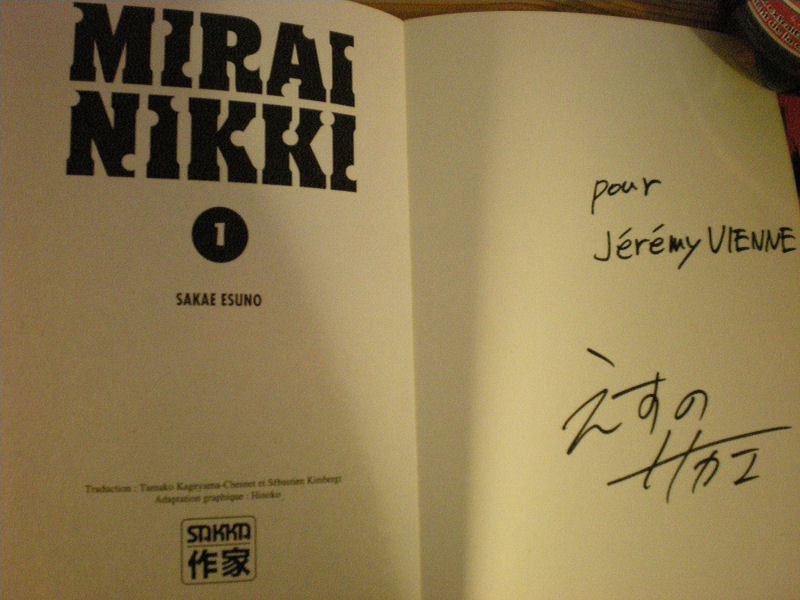 MIRAI
NIKKI
1
SAKAE ESUNO
Traduction : Tamako Kageyama-Chesnet et Sébastien Kimbergt
Adaptation graphique : Hinoko
SAKKA
作家
pour
Jérémy VIENNE
えすの
サカエ